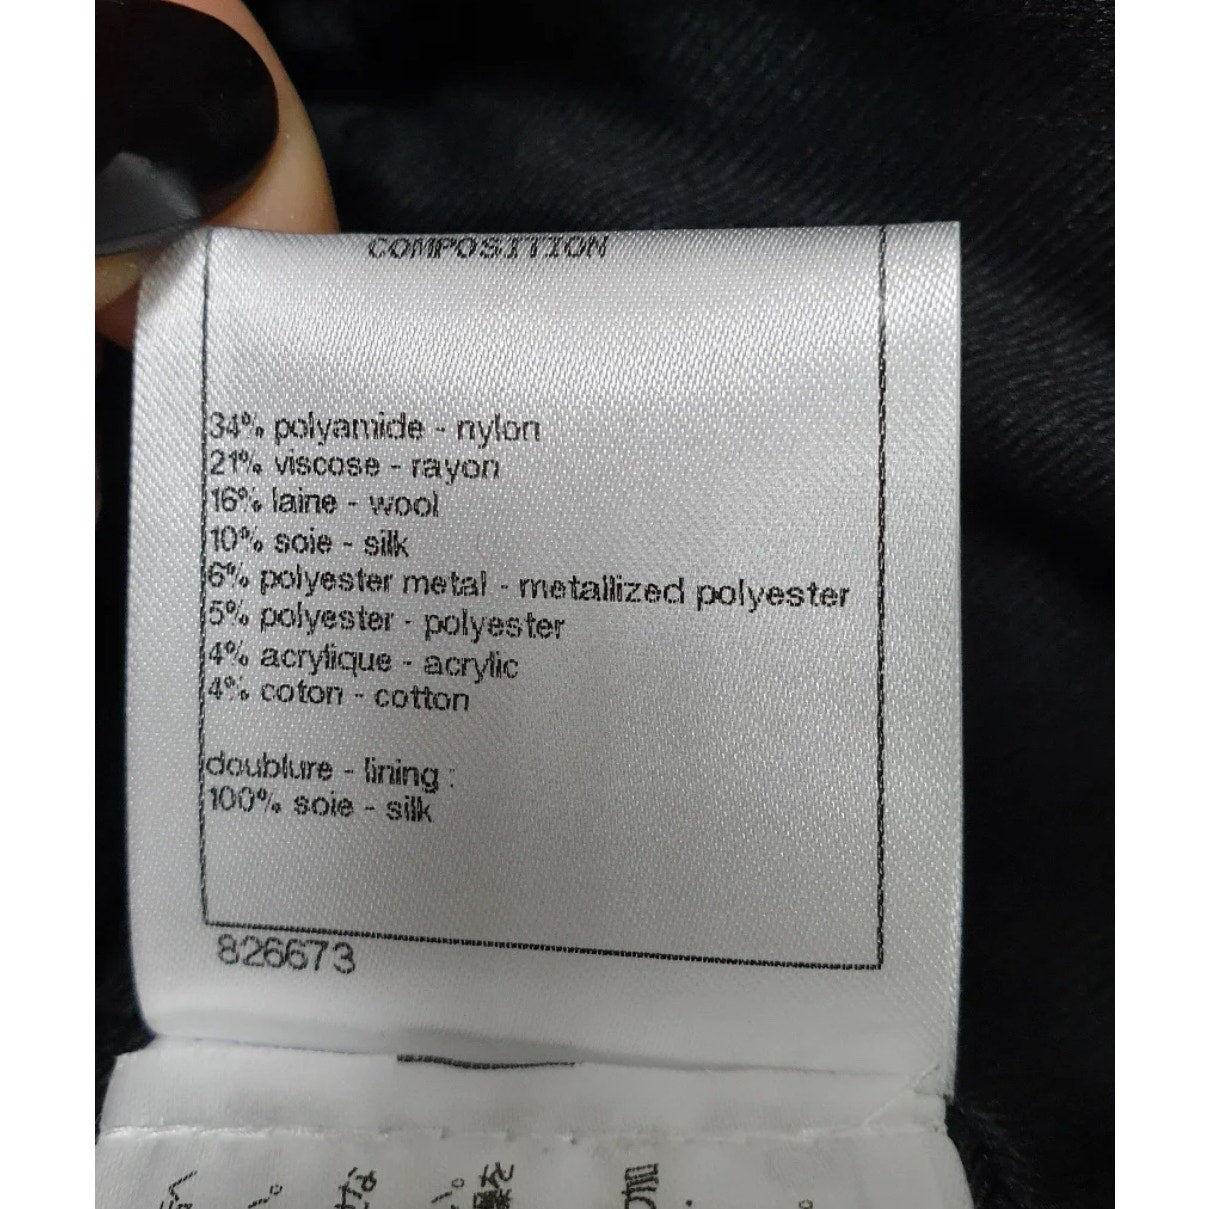 COMPOSITION
34% polyamide - nylon
21% viscose - rayon
16% laine - wool
10% soie - silk
6% polyester metal - metallized polyester
5% polyester - polyester
4% acrylique - acrylic
4% coton - cotton
doublure - lining :
100% soie - silk
826673